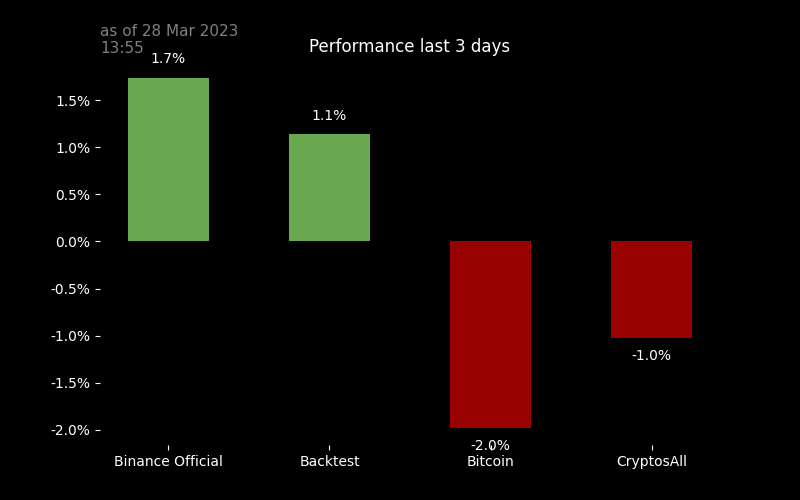 as of 28 Mar 2023
13:55
Performance last 3 days
1.7%
1.1%
-2.0%
-1.0%
1.5%
1.0%
0.5%
0.0%
-0.5%
-1.0%
-1.5%
-2.0%
Binance Official
Backtest
Bitcoin
CryptosAll